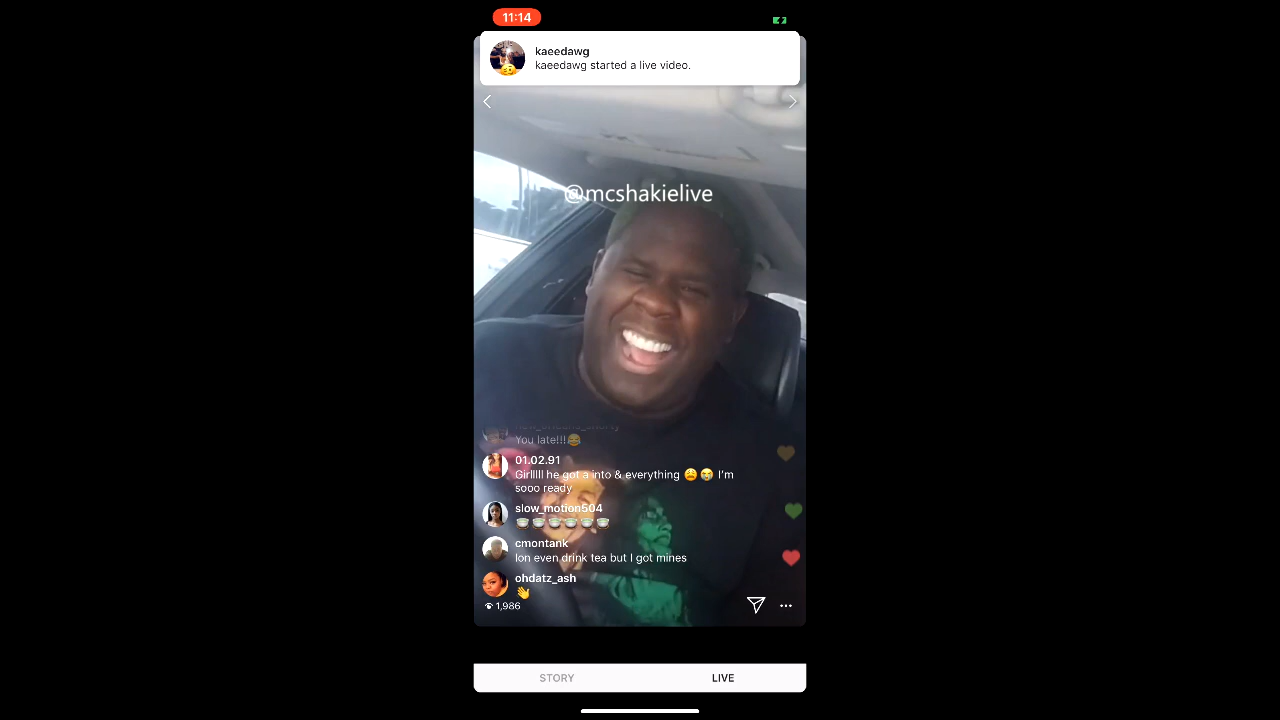 11:14
kaeedawg
kaeedawg started a live video.
@mcshakielive
You late!!!😂
01.02.91
Girlllll he got a into & everything 😩😭 I'm
sooo ready
slow_motion504
🍵🍵🍵🍵🍵🍵
cmontank
Ion even drink tea but I got mines
ohdatz_ash
👋
1,986
STORY
LIVE